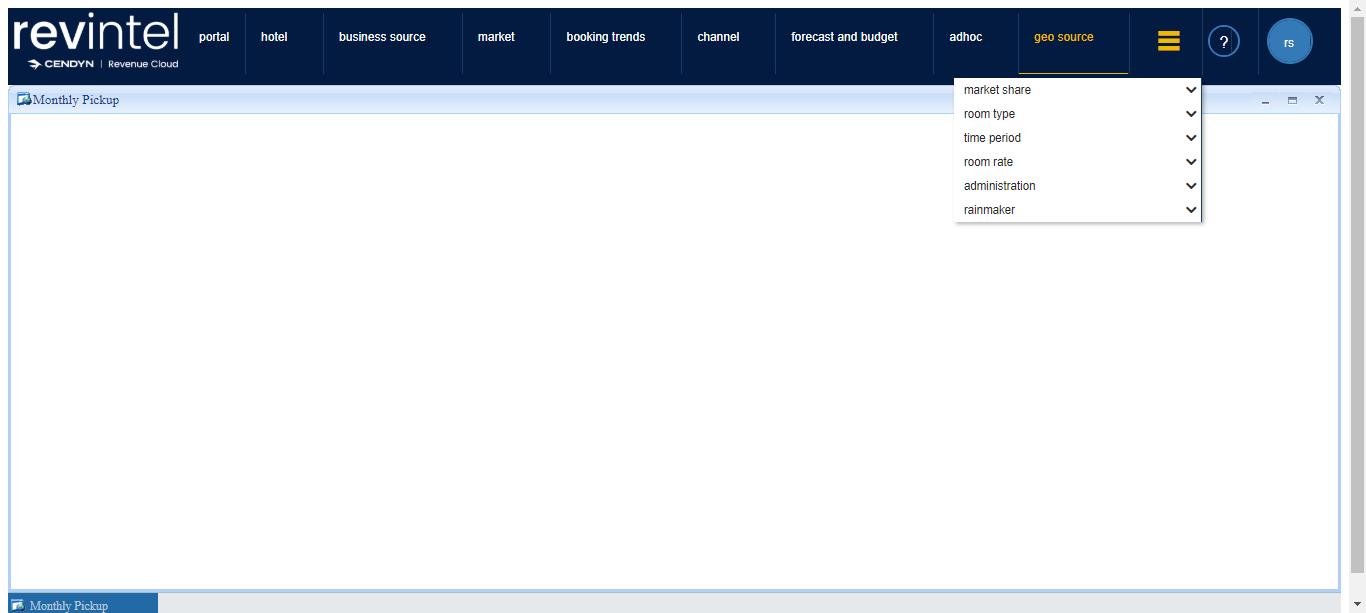 revintel
CENDYN | Revenue Cloud
portal
hotel
business source
market
booking trends
channel
forecast and budget
adhoc
geo source
?
rs
Monthly Pickup
market share
room type
time period
room rate
administration
rainmaker
Monthly Pickup